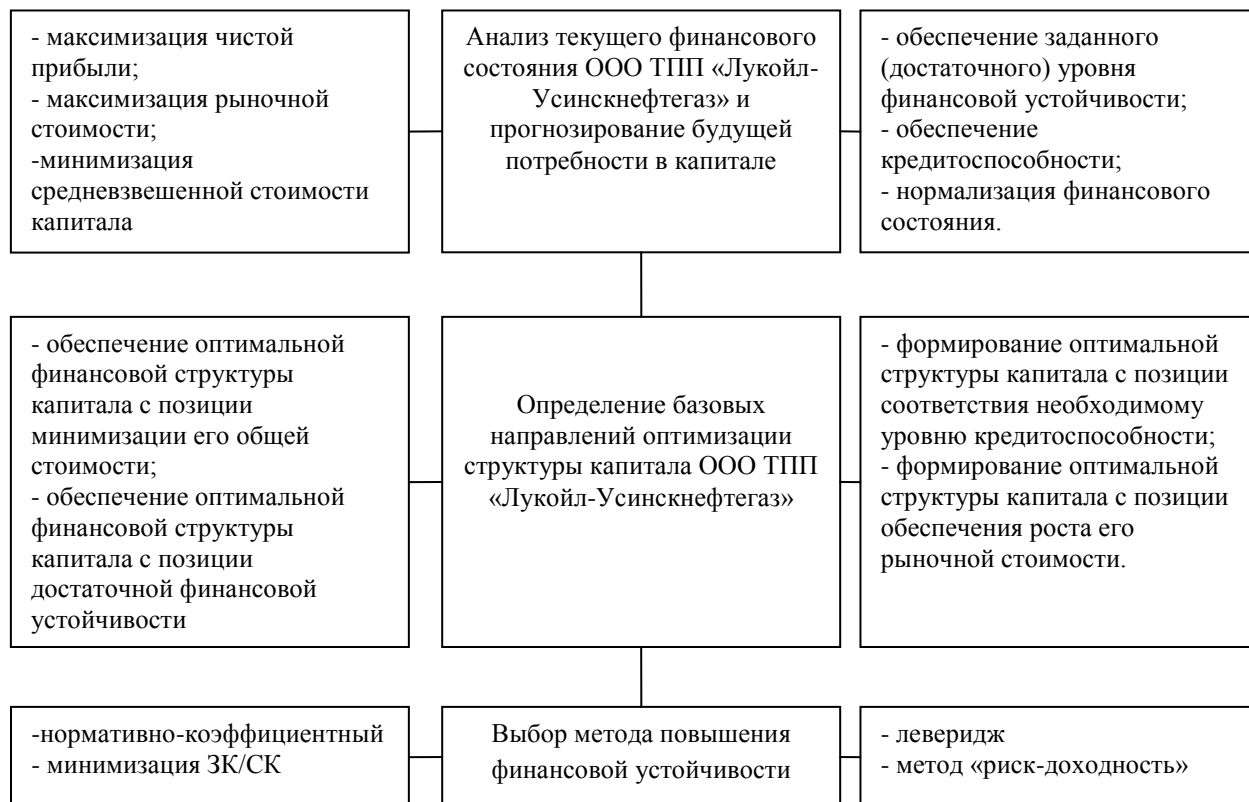 - максимизация чистой
прибыли;
- максимизация рыночной
стоимости;
-минимизация
средневзвешенной стоимости
капитала
Анализ текущего финансового
состояния ООО ТПП «Лукойл-
Усинскнефтегаз» и
прогнозирование будущей
потребности в капитале
- обеспечение заданного
(достаточного) уровня
финансовой устойчивости;
- обеспечение
кредитоспособности;
- нормализация финансового
состояния.
- обеспечение оптимальной
финансовой структуры
капитала с позиции
минимизации его общей
стоимости;
- обеспечение оптимальной
финансовой структуры
капитала с позиции
достаточной финансовой
устойчивости
Определение базовых
направлений оптимизации
структуры капитала ООО ТПП
«Лукойл-Усинскнефтегаз»
- формирование оптимальной
структуры капитала с позиции
соответствия необходимому
уровню кредитоспособности;
- формирование оптимальной
структуры капитала с позиции
обеспечения роста его
рыночной стоимости.
-нормативно-коэффициентный
- минимизация ЗК/СК
Выбор метода повышения
финансовой устойчивости
- леверидж
- метод «риск-доходность»